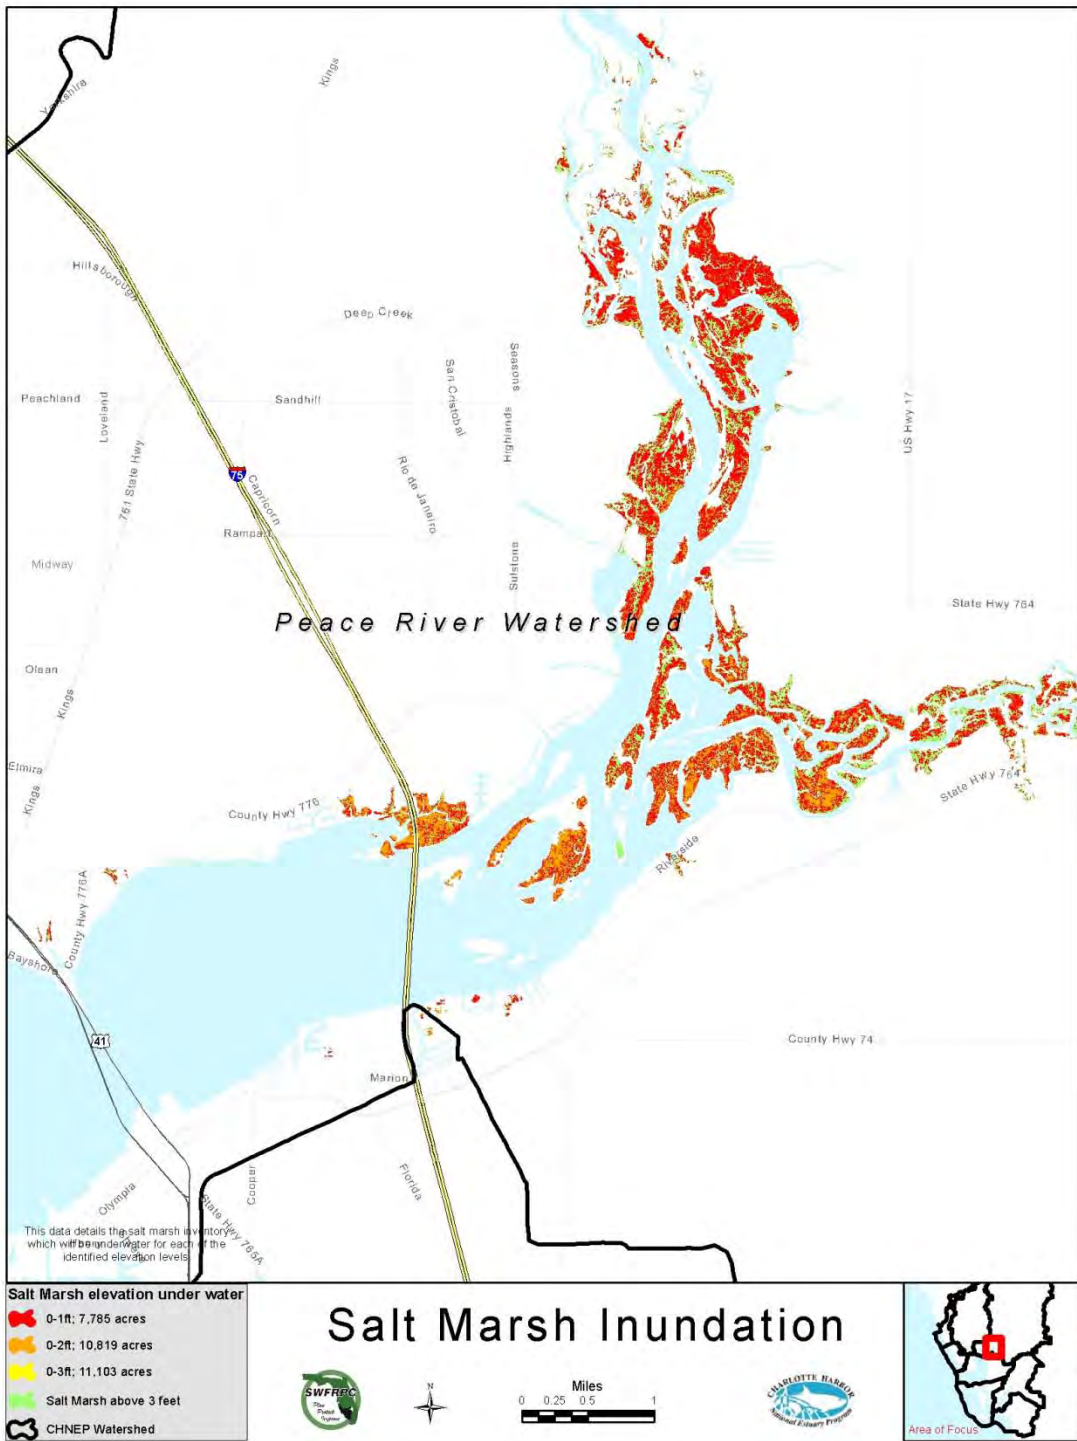 Yorkshire
Kings
Hillsborough
Deep Creek
Seasons
San Cristobal
Peachland
Loveland
Sandhill
Highlands
US Hwy 17
761 State Hwy
75
Capricorn
Rio de Janeiro
Rampart
Midway
Sulstone
State Hwy 764
Peace River Watershed
Olean
Kings
Elmira
Kings
County Hwy 776
State Hwy 764
Riverside
County Hwy 776A
Bayshore
41
County Hwy 74
Marion
Cooper
Florida
Olympia
State Hwy 765A
This data details the salt marsh inventory
which will be underwater for each of the
identified elevation levels
Salt Marsh elevation under water
0-1ft; 7,785 acres
0-2ft; 10,819 acres
0-3ft; 11,103 acres
Salt Marsh above 3 feet
CHNEP Watershed
Salt Marsh Inundation
SWFRPC
Plan
Protect
Improve
N
Miles
0 0.25 0.5 1
CHARLOTTE HARBOR
National Estuary Program
Area of Focus